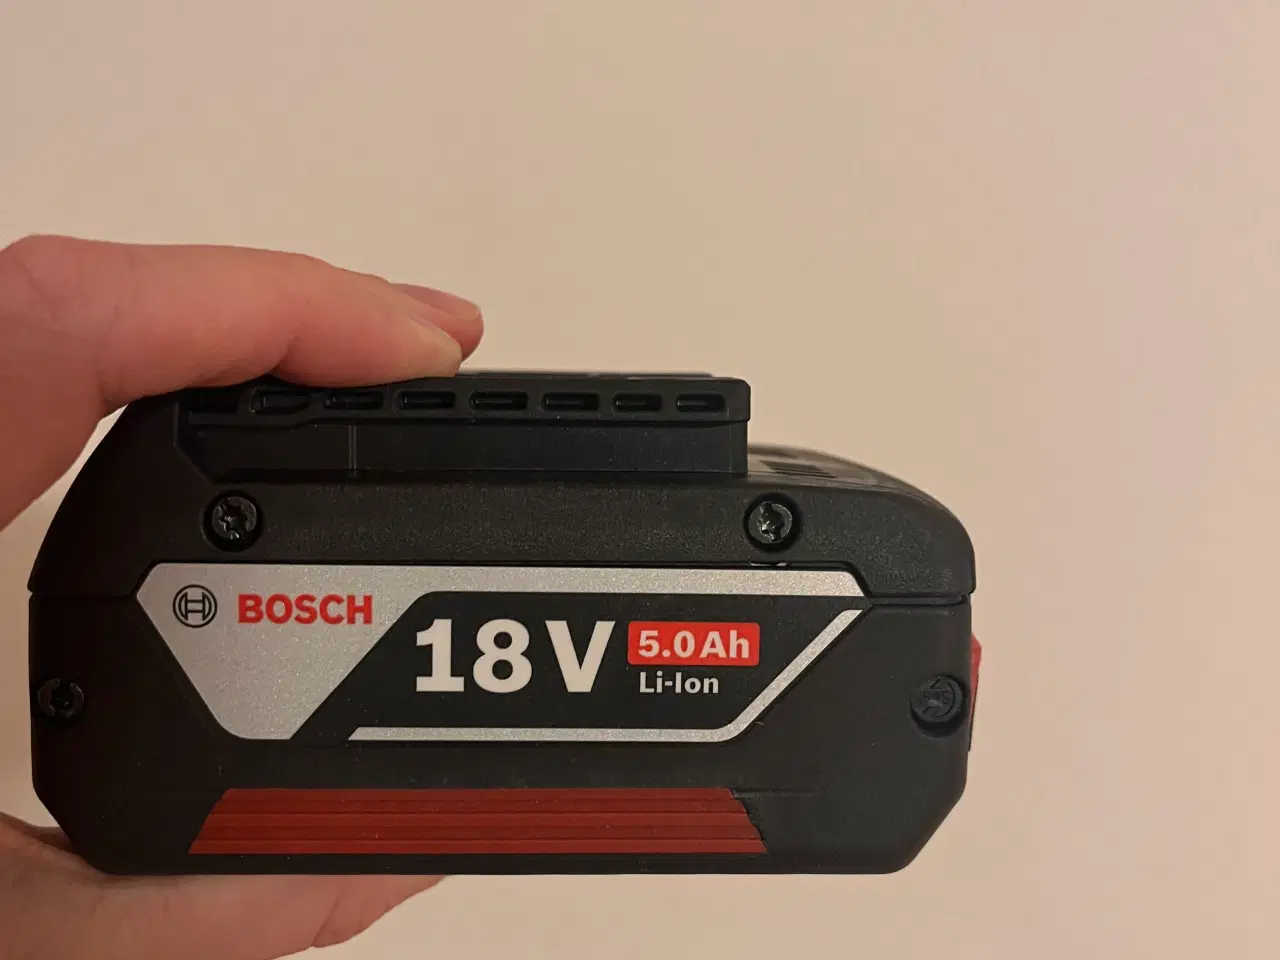 BOSCH
18V
5.0Ah
Li-Ion